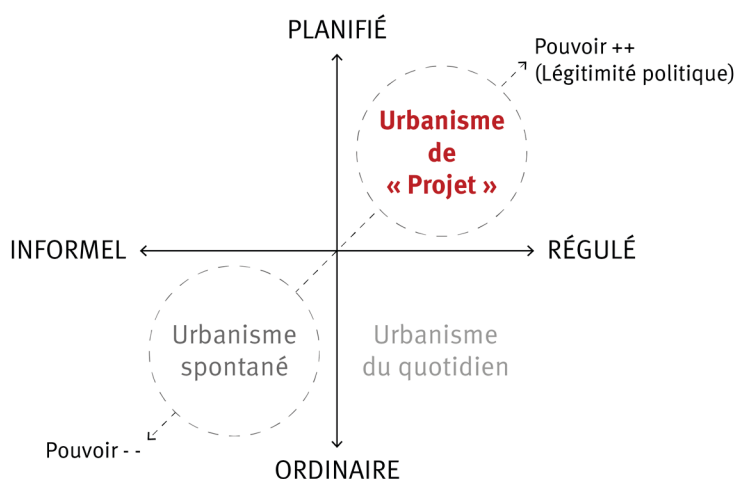 PLANIFIÉ
Pouvoir ++
(Légitimité politique)
Urbanisme
de
« Projet »
INFORMEL
RÉGULÉ
Urbanisme
spontané
Urbanisme
du quotidien
Pouvoir - -
ORDINAIRE